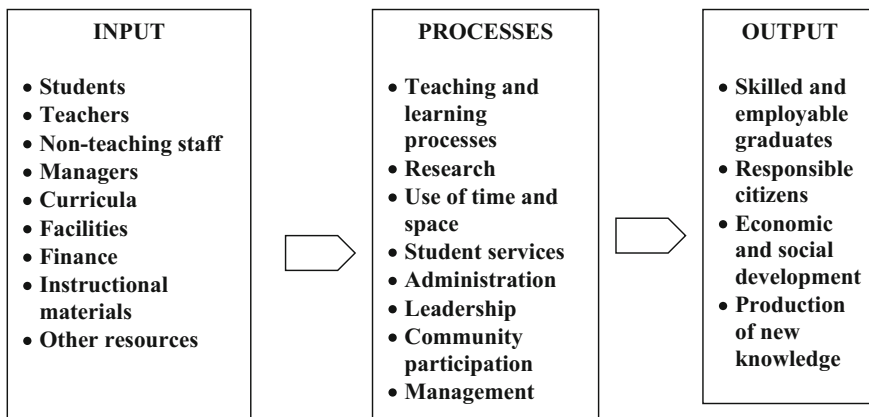 INPUT
• Students
• Teachers
• Non-teaching staff
• Managers
• Curricula
• Facilities
• Finance
• Instructional
materials
• Other resources
PROCESSES
• Teaching and
learning
processes
• Research
• Use of time and
space
• Student services
• Administration
• Leadership
• Community
participation
• Management
OUTPUT
• Skilled and
employable
graduates
• Responsible
citizens
• Economic
and social
development
• Production
of new
knowledge